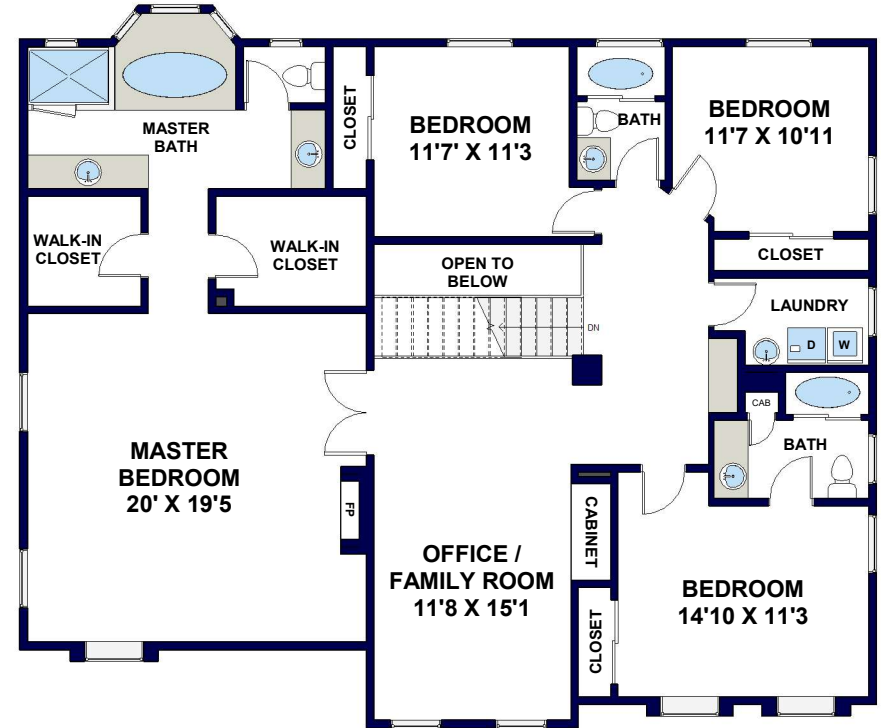 MASTER
BATH
CLOSET
BEDROOM
11'7' X 11'3
BATH
BEDROOM
11'7 X 10'11
WALK-IN
CLOSET
WALK-IN
CLOSET
OPEN TO
BELOW
CLOSET
DN
LAUNDRY
D
W
CAB
BATH
MASTER
BEDROOM
20' X 19'5
FP
OFFICE /
FAMILY ROOM
11'8 X 15'1
CABINET
CLOSET
BEDROOM
14'10 X 11'3